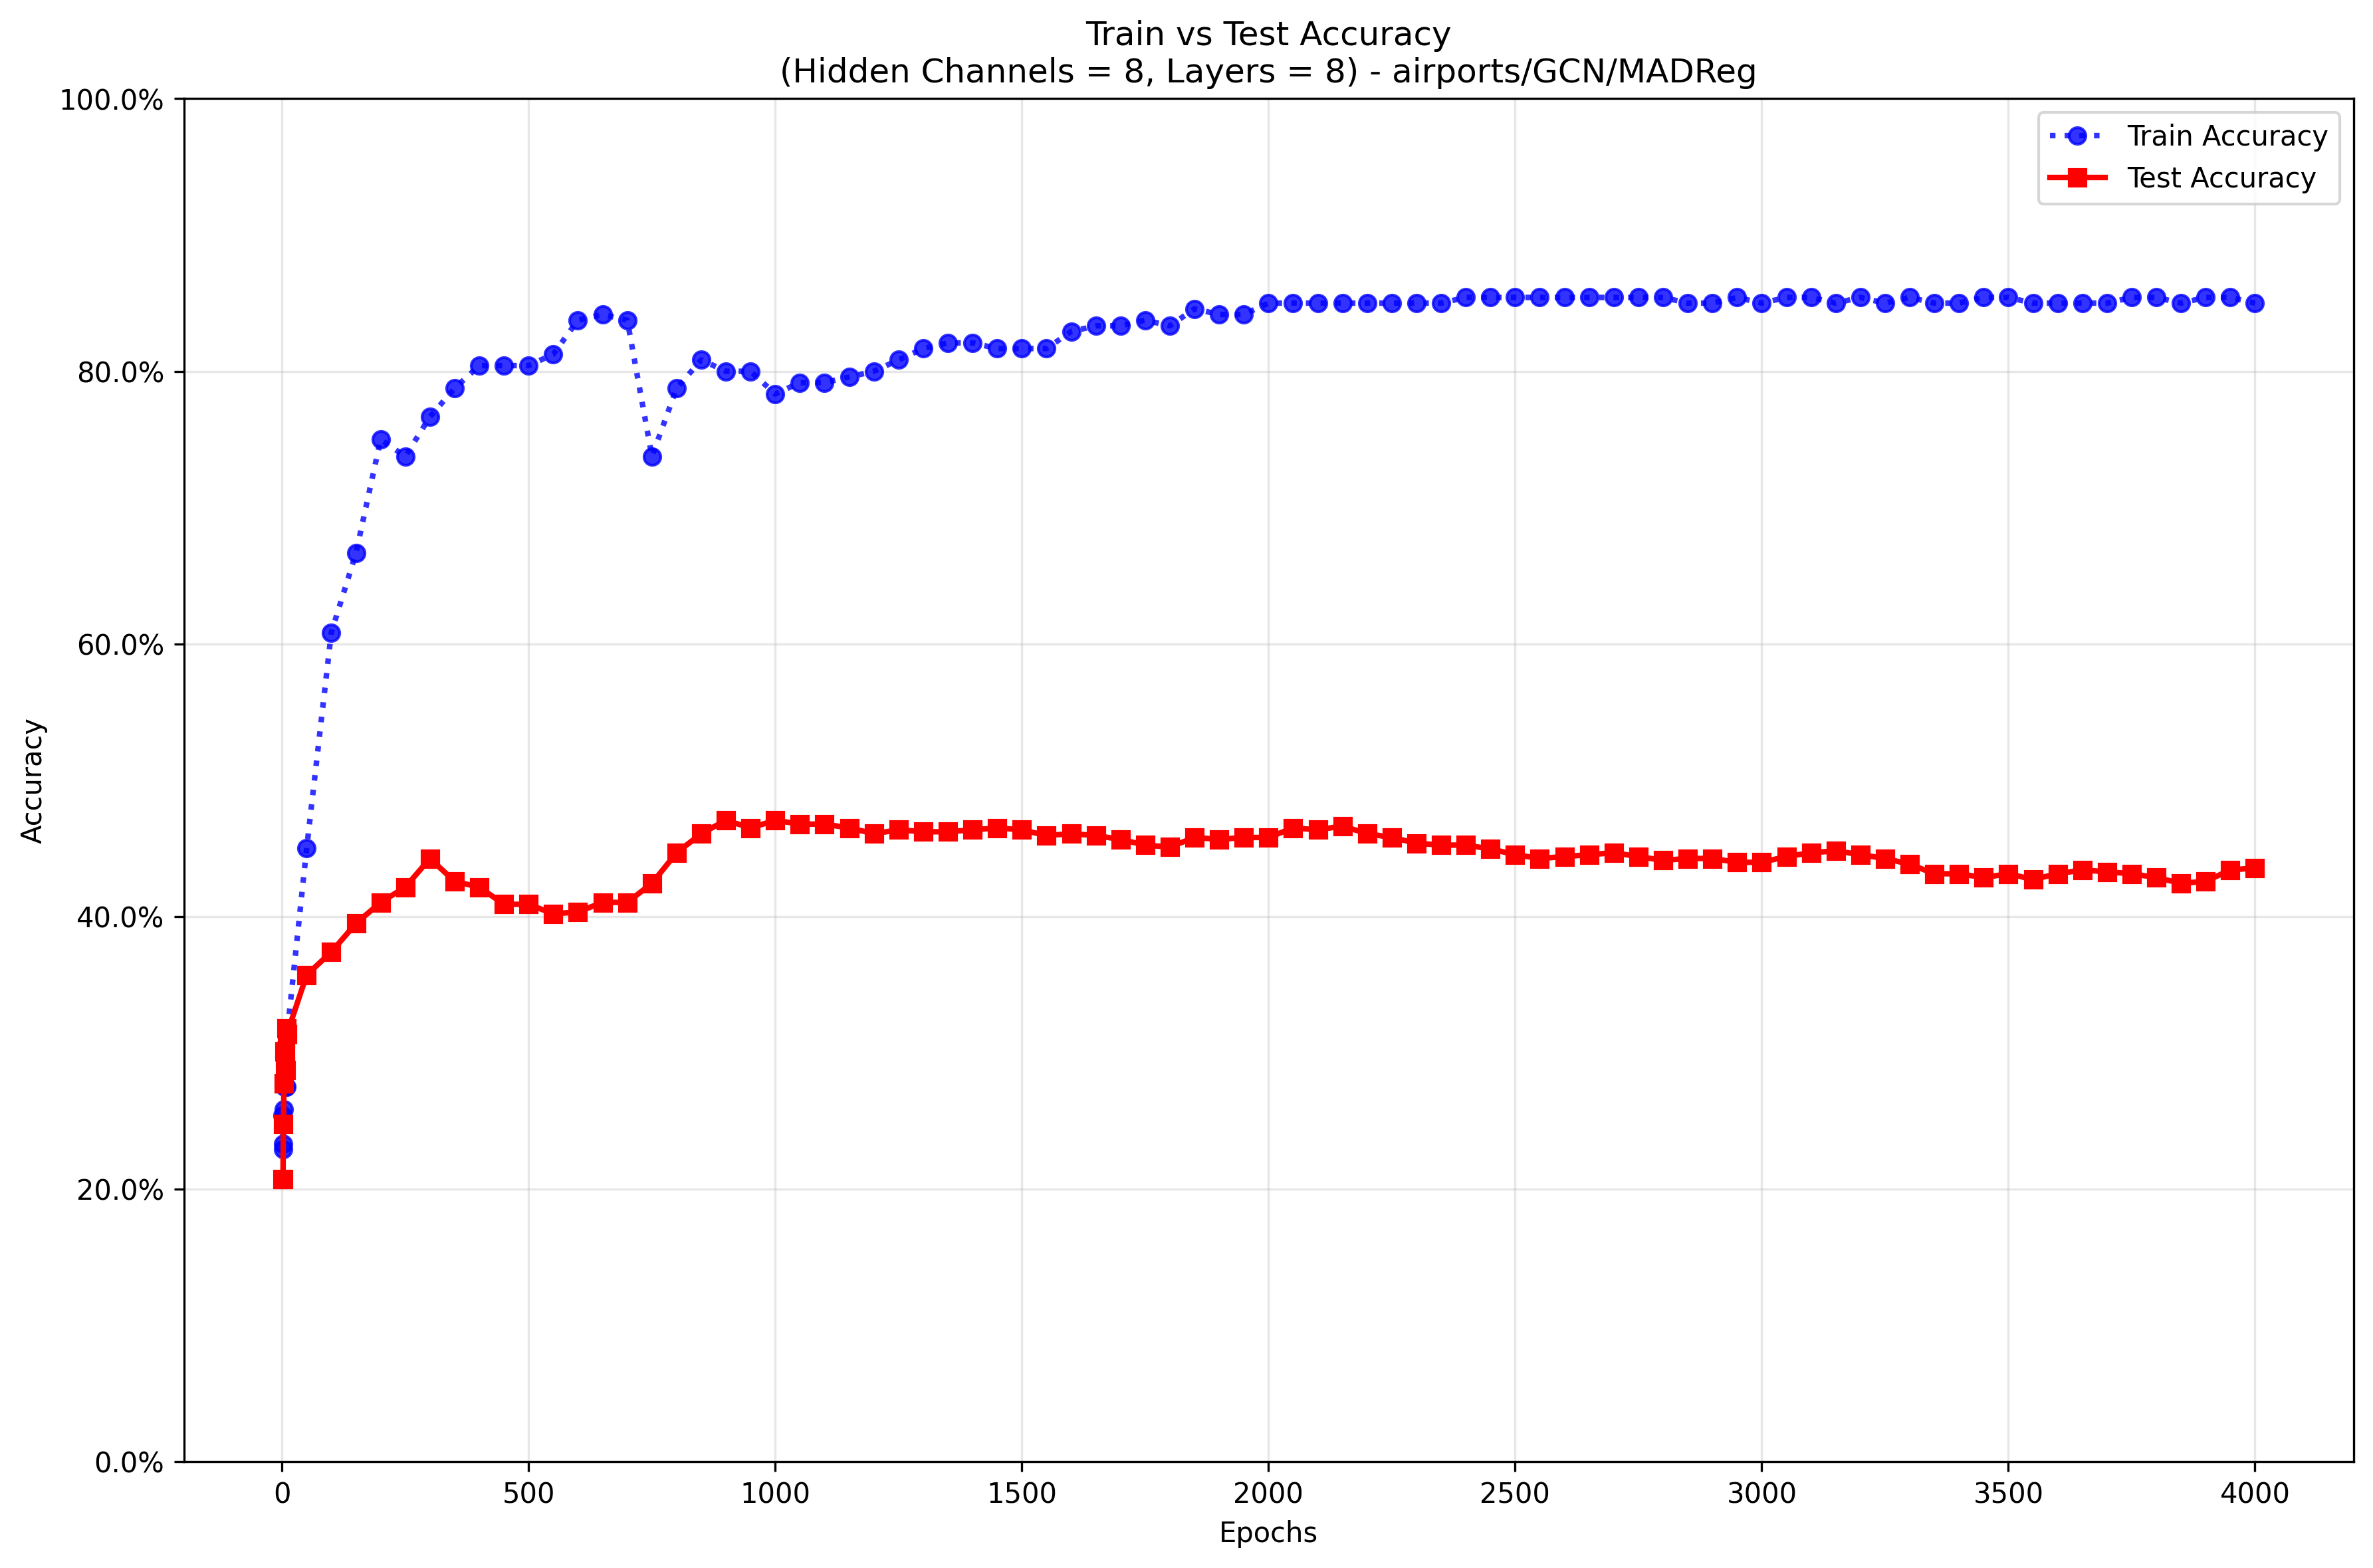 Train vs Test Accuracy
(Hidden Channels = 8, Layers = 8) - airports/GCN/MADReg
100.0%
80.0%
60.0%
40.0%
20.0%
0.0%
Accuracy
Train Accuracy
Test Accuracy
0 500 1000 1500 2000 2500 3000 3500 4000
Epochs